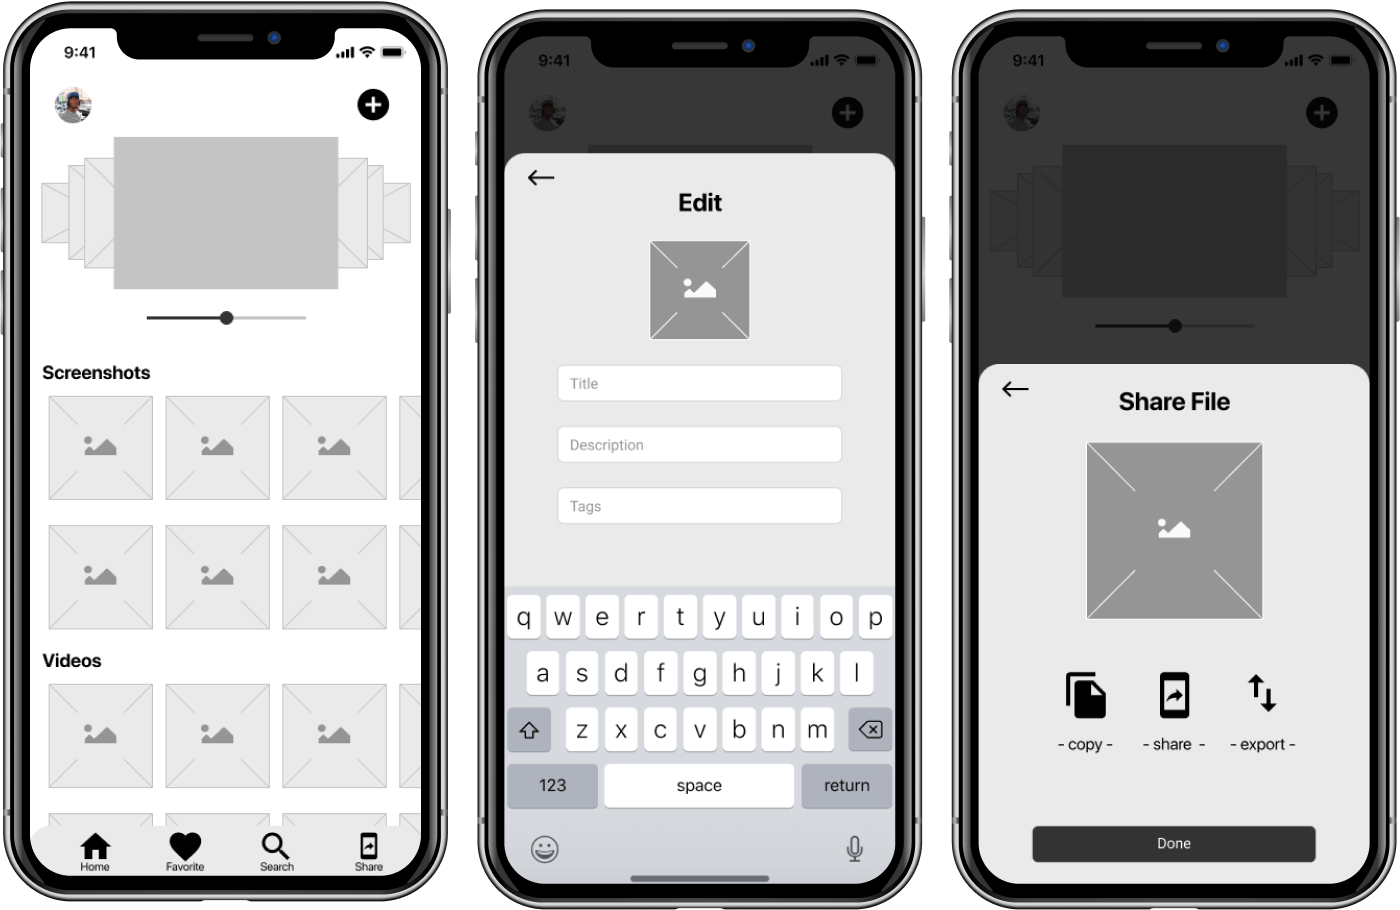 9:41
Screenshots
Videos
Home
Favorite
Search
Share
9:41
Edit
Title
Description
Tags
q w e r t y u i o p
a s d f g h j k l
z x c v b n m
123 space return
9:41
Share File
- copy - - share - - export -
Done